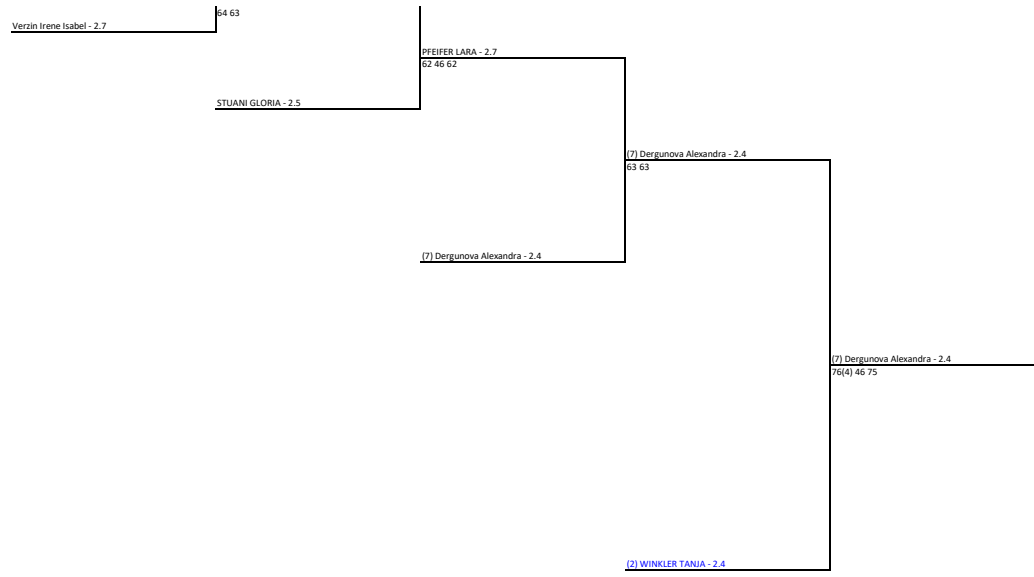 64 63
Verzin Irene Isabel - 2.7
PFEIFER LARA - 2.7
62 46 62
STUANI GLORIA - 2.5
(7) Dergunova Alexandra - 2.4
63 63
(7) Dergunova Alexandra - 2.4
(7) Dergunova Alexandra - 2.4
76(4) 46 75
(2) WINKLER TANJA - 2.4